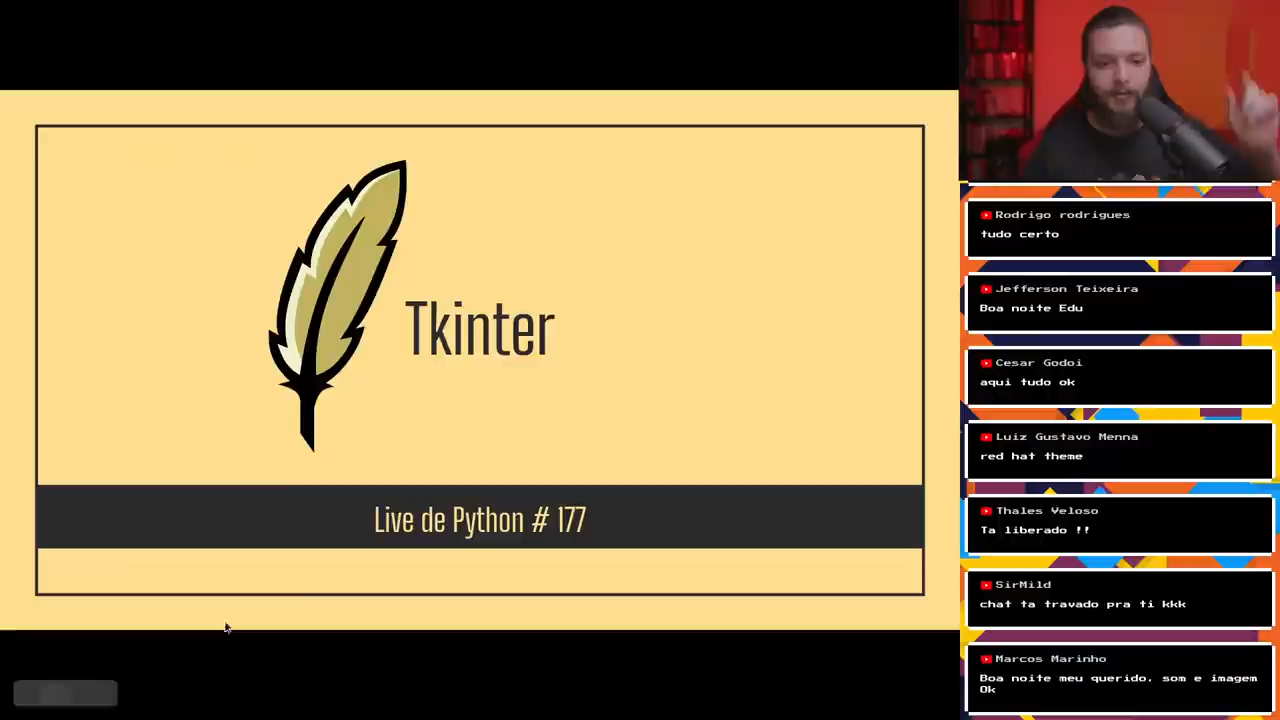 Tkinter
Live de Python # 177
Rodrigo rodrigues
tudo certo
Jefferson Teixeira
Boa noite Edu
Cesar Godoi
aqui tudo ok
Luiz Gustavo Menna
red hat theme
Thales Veloso
Ta liberado !!
SirMild
chat ta travado pra ti kkk
Marcos Marinho
Boa noite meu querido. som e imagem
Ok